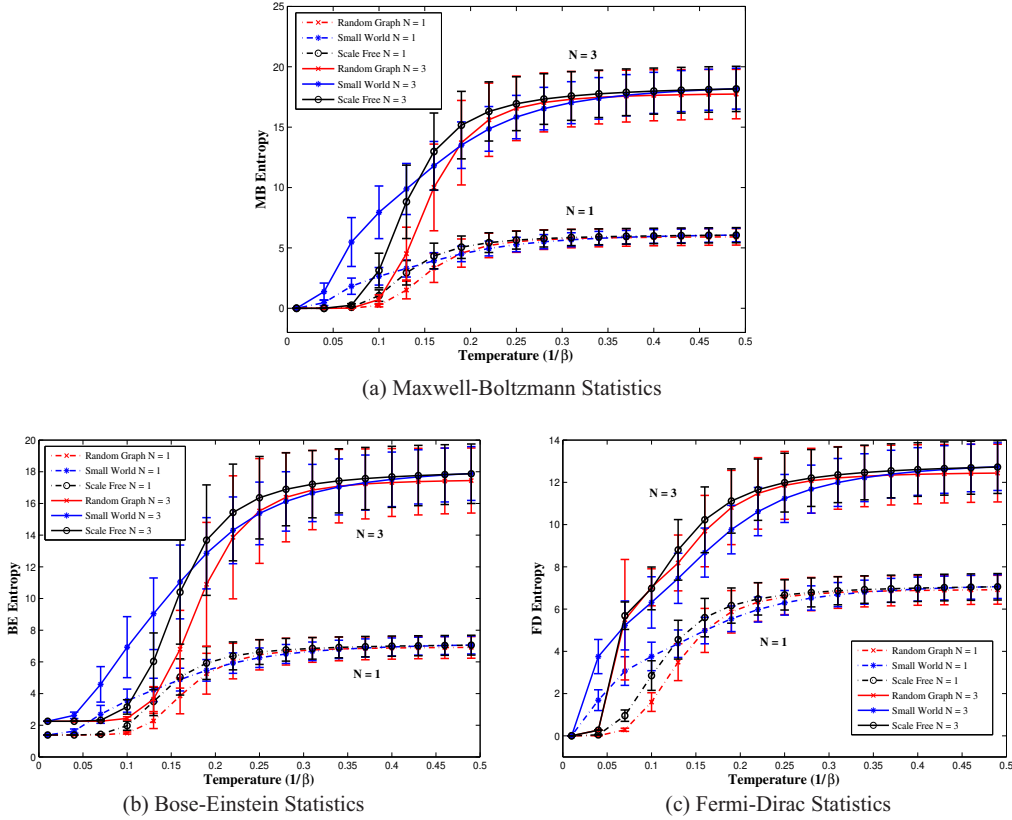 25
20
15
10
5
0
MB Entropy
Random Graph N = 1
Small World N = 1
Scale Free N = 1
Random Graph N = 3
Small World N = 3
Scale Free N = 3
N = 3
N = 1
0 0.05 0.1 0.15 0.2 0.25 0.3 0.35 0.4 0.45 0.5
Temperature (1/β)
(a) Maxwell-Boltzmann Statistics
20
18
16
14
12
10
8
6
4
2
0
BE Entropy
Random Graph N = 1
Small World N = 1
Scale Free N = 1
Random Graph N = 3
Small World N = 3
Scale Free N = 3
N = 3
N = 1
0 0.05 0.1 0.15 0.2 0.25 0.3 0.35 0.4 0.45 0.5
Temperature (1/β)
(b) Bose-Einstein Statistics
14
12
10
8
6
4
2
0
FD Entropy
N = 3
N = 1
Random Graph N = 1
Small World N = 1
Scale Free N = 1
Random Graph N = 3
Small World N = 3
Scale Free N = 3
0 0.05 0.1 0.15 0.2 0.25 0.3 0.35 0.4 0.45 0.5
Temperature (1/β)
(c) Fermi-Dirac Statistics